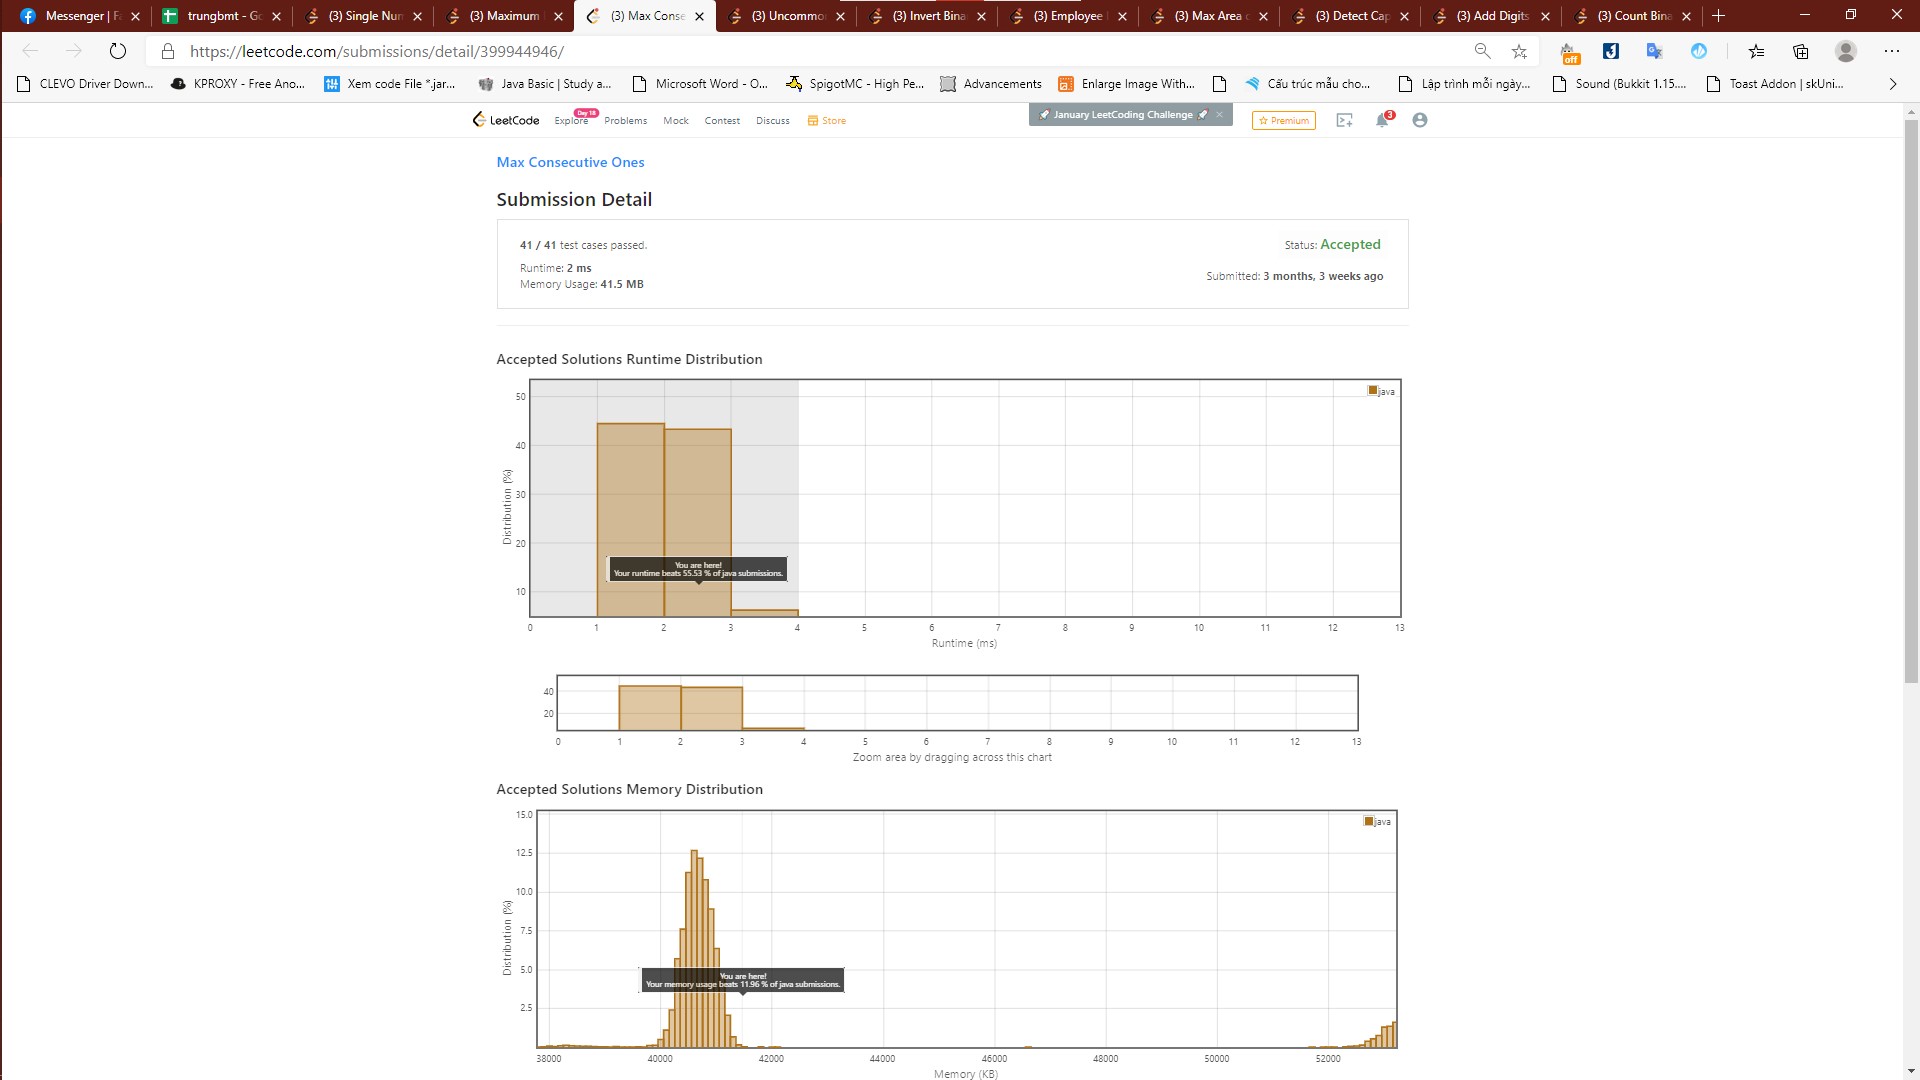 Messenger | F
trungbmt - Go
(3) Single Num
(3) Maximum
(3) Max Conse
(3) Uncommo
(3) Invert Bina
(3) Employee I
(3) Max Area o
(3) Detect Cap
(3) Add Digits
(3) Count Bina
https://leetcode.com/submissions/detail/399944946/
off
CLEVO Driver Down...
KPROXY - Free Ano...
Xem code File *.jar...
Java Basic | Study a...
Microsoft Word - O...
SpigotMC - High Pe...
Advancements
Enlarge Image With...
Cấu trúc mẫu cho...
Lập trình mỗi ngày...
Sound (Bukkit 1.15....
Toast Addon | skUni...
LeetCode
Explore
Day 18
Problems
Mock
Contest
Discuss
Store
January LeetCoding Challenge
Premium
3
Max Consecutive Ones
Submission Detail
41 / 41 test cases passed.
Status: Accepted
Runtime: 2 ms
Submitted: 3 months, 3 weeks ago
Memory Usage: 41.5 MB
Accepted Solutions Runtime Distribution
java
50
40
30
20
10
Distribution (%)
You are here!
Your runtime beats 55.53 % of java submissions.
0 1 2 3 4 5 6 7 8 9 10 11 12 13
Runtime (ms)
40
20
0 1 2 3 4 5 6 7 8 9 10 11 12 13
Zoom area by dragging across this chart
Accepted Solutions Memory Distribution
java
15.0
12.5
10.0
7.5
5.0
2.5
Distribution (%)
You are here!
Your memory usage beats 11.96 % of java submissions.
38000 40000 42000 44000 46000 48000 50000 52000
Memory (KB)